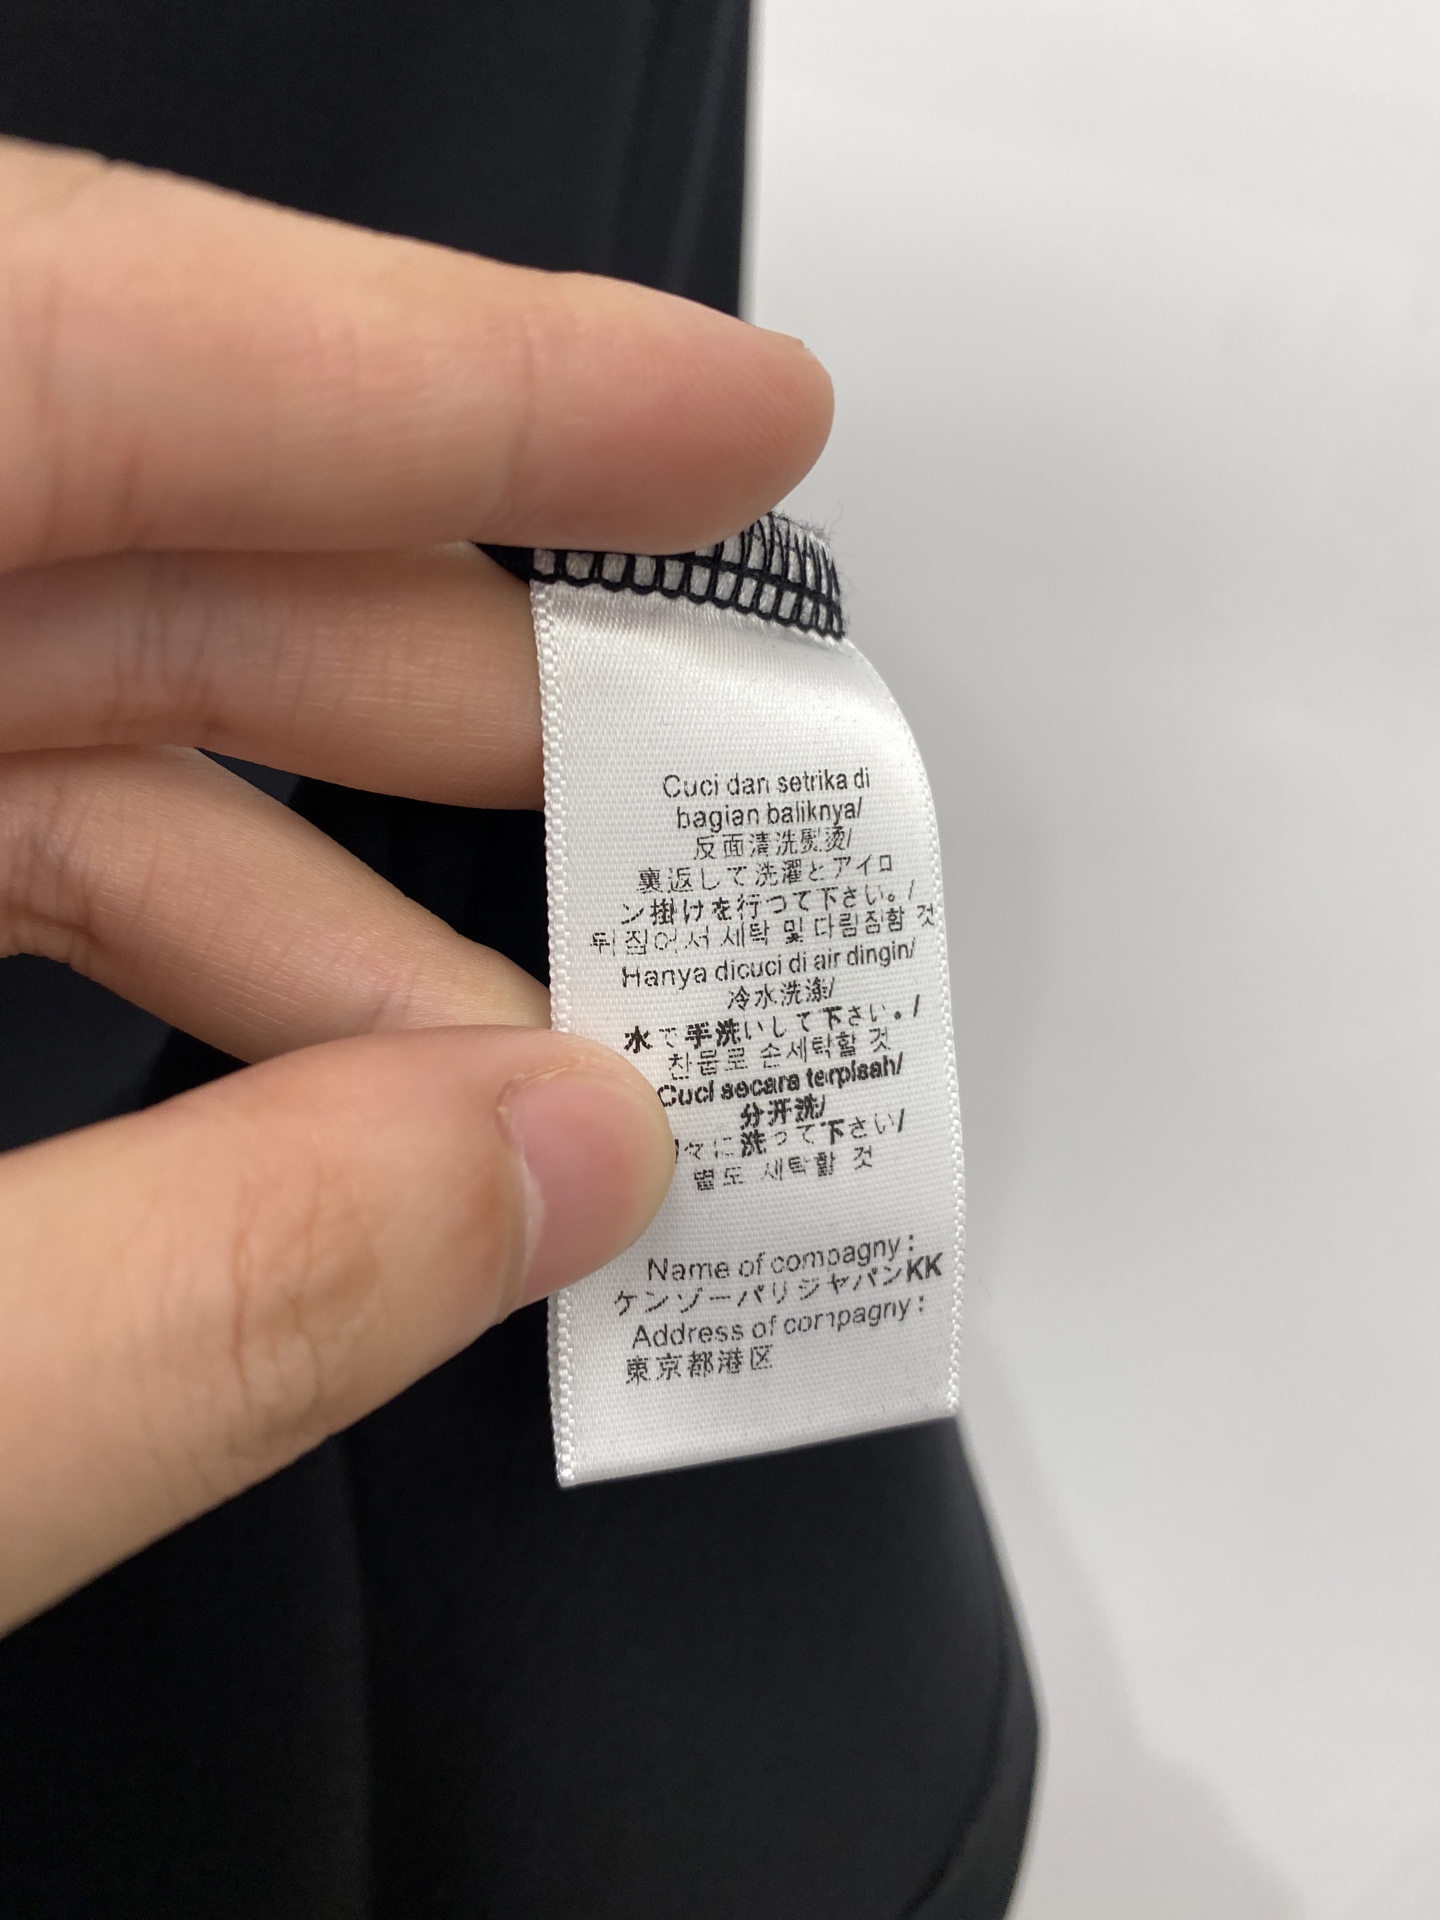 Cuci dan setrika di
bagian baliknya/
反面清洗熨烫/
裏返して洗濯とアイロ
ン掛けを行つて下さい。/
뒤집어서 세탁 및 다림짐함 것
Hanya dicuci di air dingin/
冷水洗涤/
水で手洗いして下さい。/
찬물로 손세탁할 것
Cuci secara terpisah/
分开洗/
々に洗って下さい/
별도 세탁할 것
Name of compagny :
ケンゾーパリジャパンKK
Address of compagny :
東京都港区